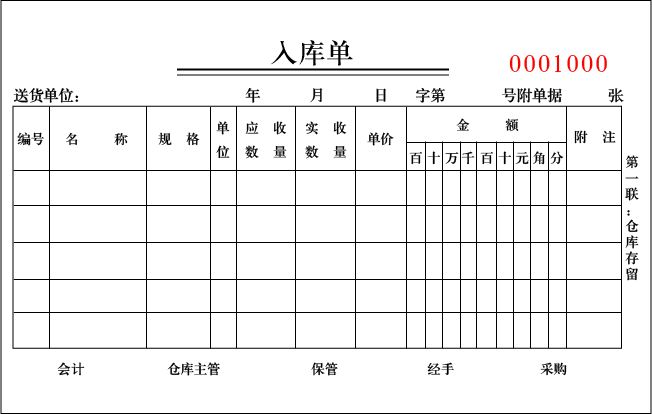 入库单
0001000
送货单位： 年 月 日 字第 号附单据 张
编号 名 称 规 格 单位 应收数量 实收数量 单价 金 额 附 注
百 十 万 千 百 十 元 角 分
第一联：仓库存留
会计 仓库主管 保管 经手 采购